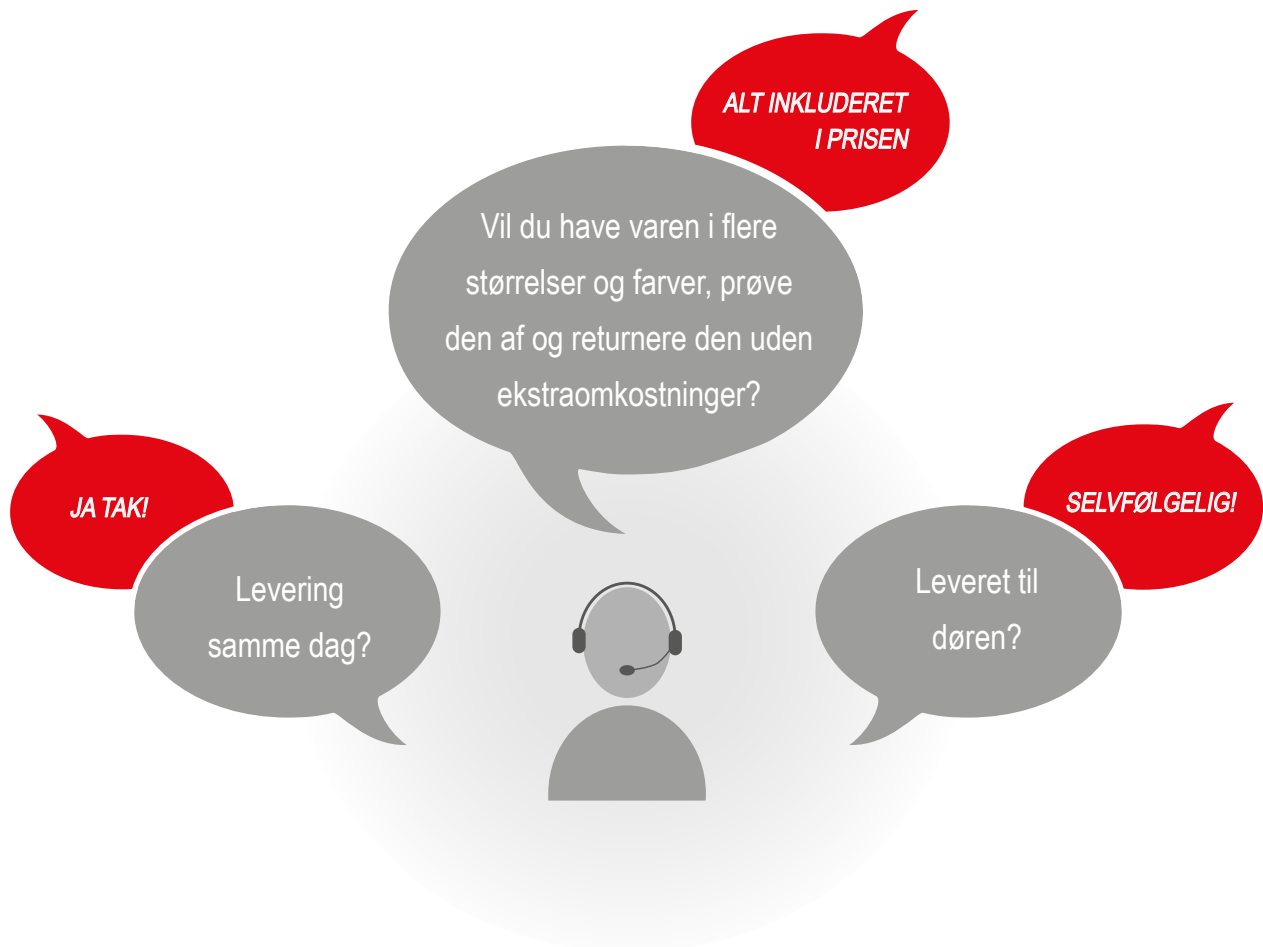 ALT INKLUDERET
I PRISEN
Vil du have varen i flere
størrelser og farver, prøve
den af og returnere den uden
ekstraomkostninger?
JA TAK!
Levering
samme dag?
SELVFØLGELIG!
Leveret til
døren?